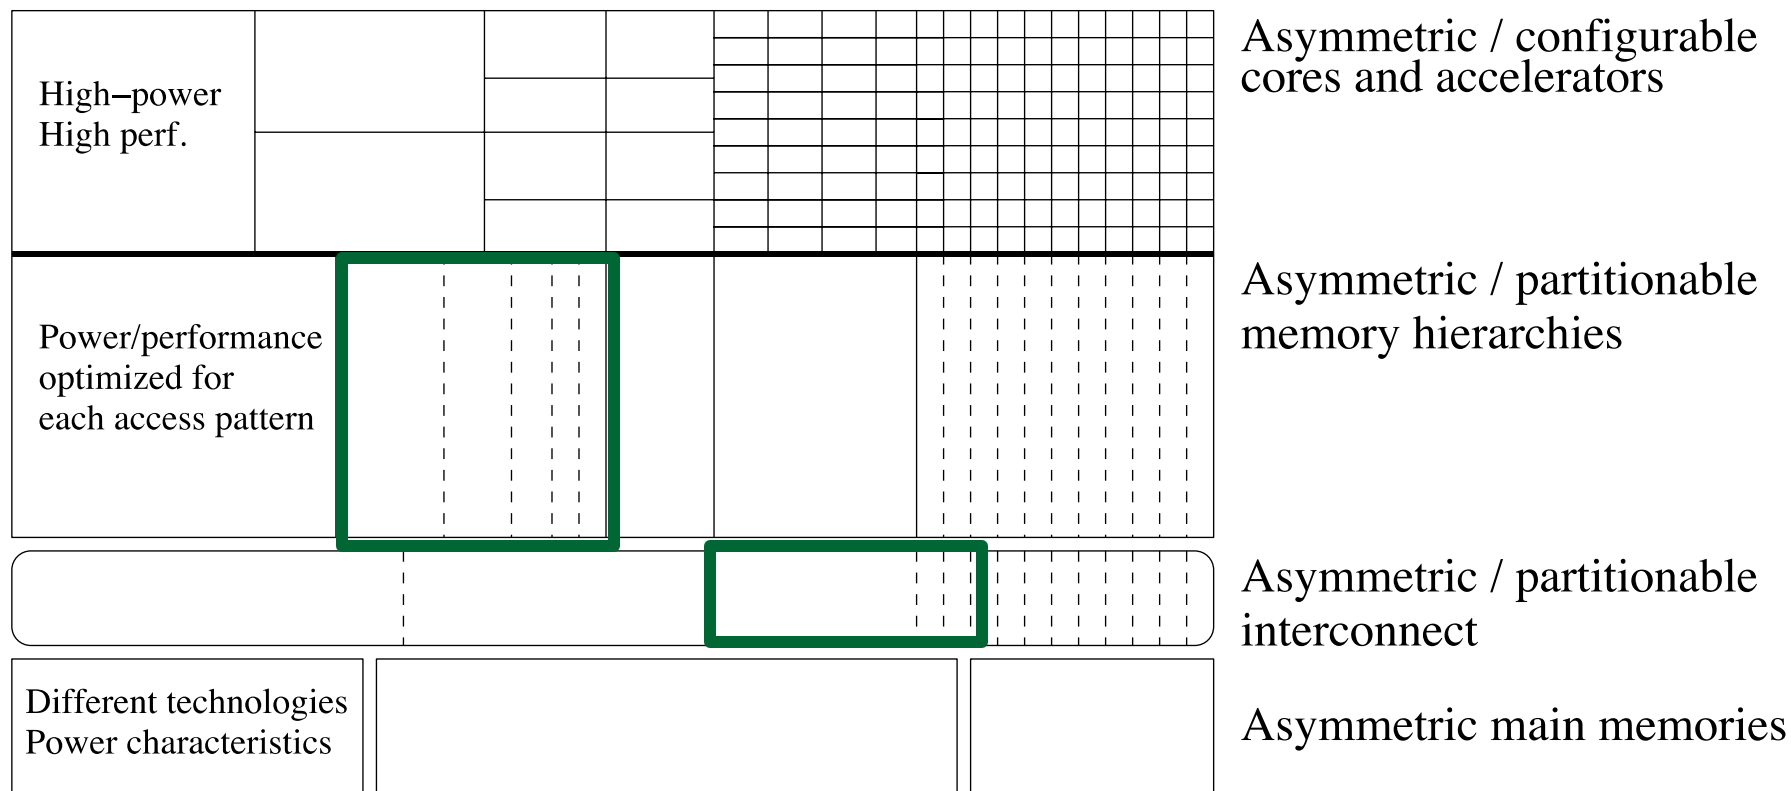 Asymmetric / configurable
cores and accelerators
High−power
High perf.
Asymmetric / partitionable
memory hierarchies
Power/performance
optimized for
each access pattern
Asymmetric / partitionable
interconnect
Different technologies
Power characteristics
Asymmetric main memories